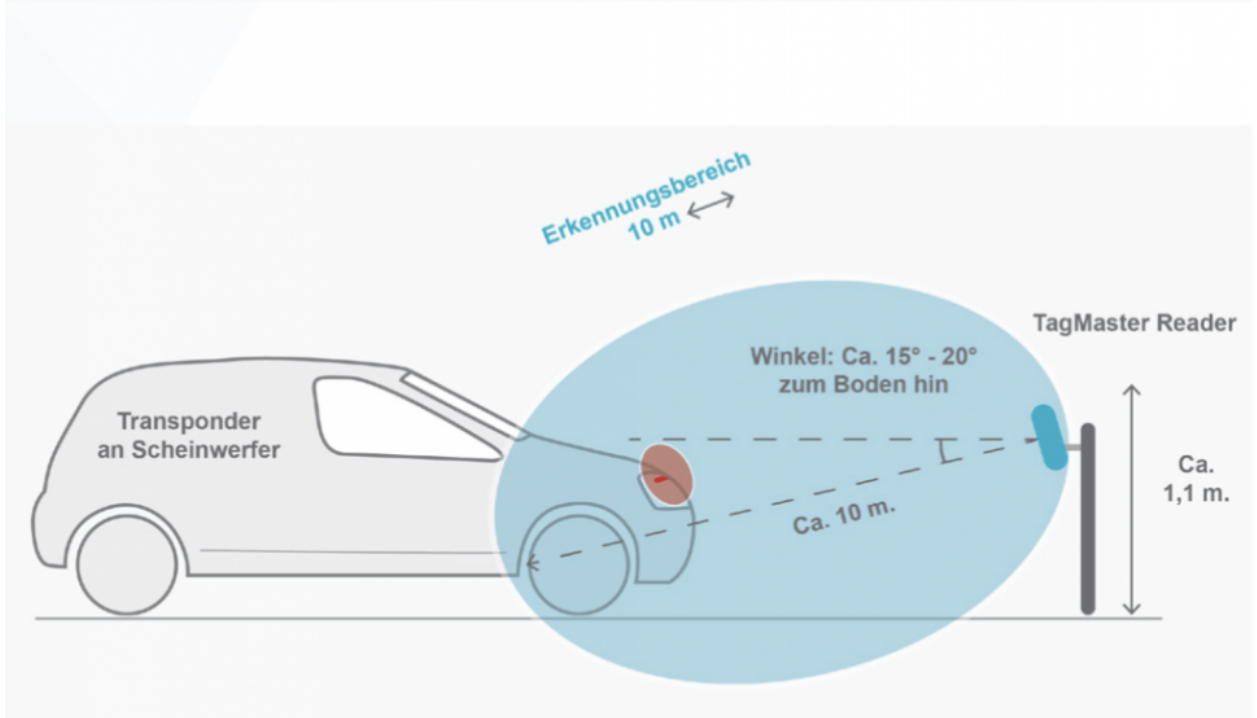 Erkennungsbereich
10 m
TagMaster Reader
Winkel: Ca. 15° - 20°
zum Boden hin
Transponder
an Scheinwerfer
Ca. 10 m.
Ca.
1,1 m.